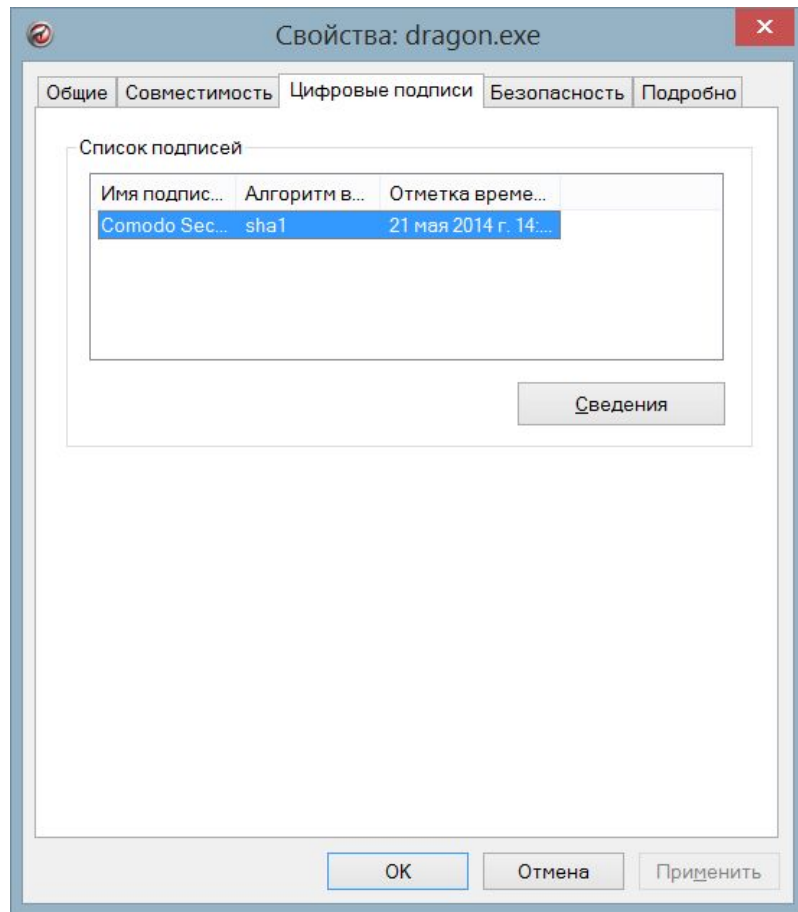 Свойства: dragon.exe
Общие Совместимость Цифровые подписи Безопасность Подробно
Список подписей
Имя подпис... Алгоритм в... Отметка време...
Comodo Sec... sha1 21 мая 2014 г. 14:...
Сведения
OK Отмена Применить